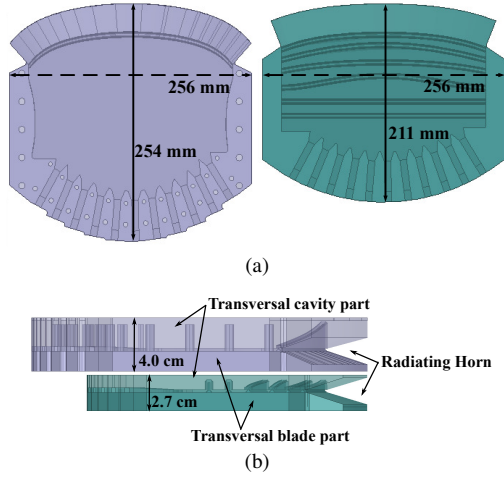 256 mm
256 mm
254 mm
211 mm
(a)
Transversal cavity part
4.0 cm
Radiating Horn
2.7 cm
Transversal blade part
(b)